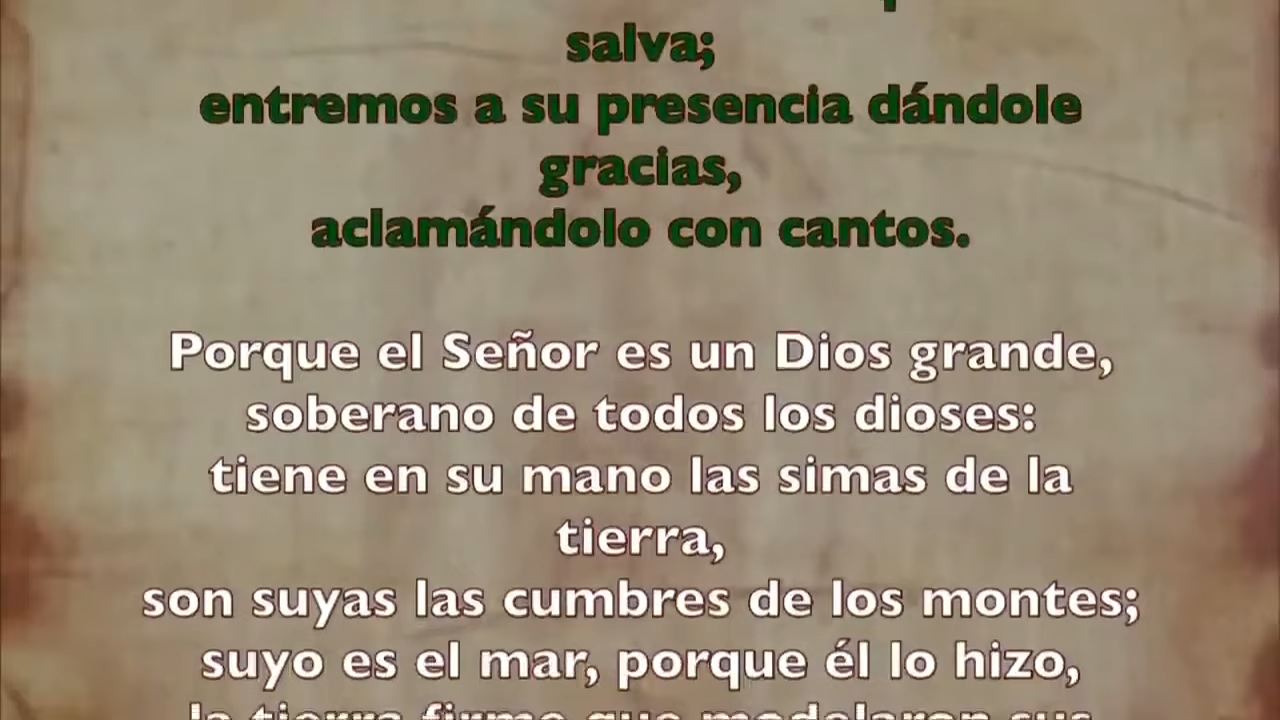 salva;
entremos a su presencia dándole
gracias,
aclamándolo con cantos.
Porque el Señor es un Dios grande,
soberano de todos los dioses:
tiene en su mano las simas de la
tierra,
son suyas las cumbres de los montes;
suyo es el mar, porque él lo hizo,
la tierra firme que modelaron sus